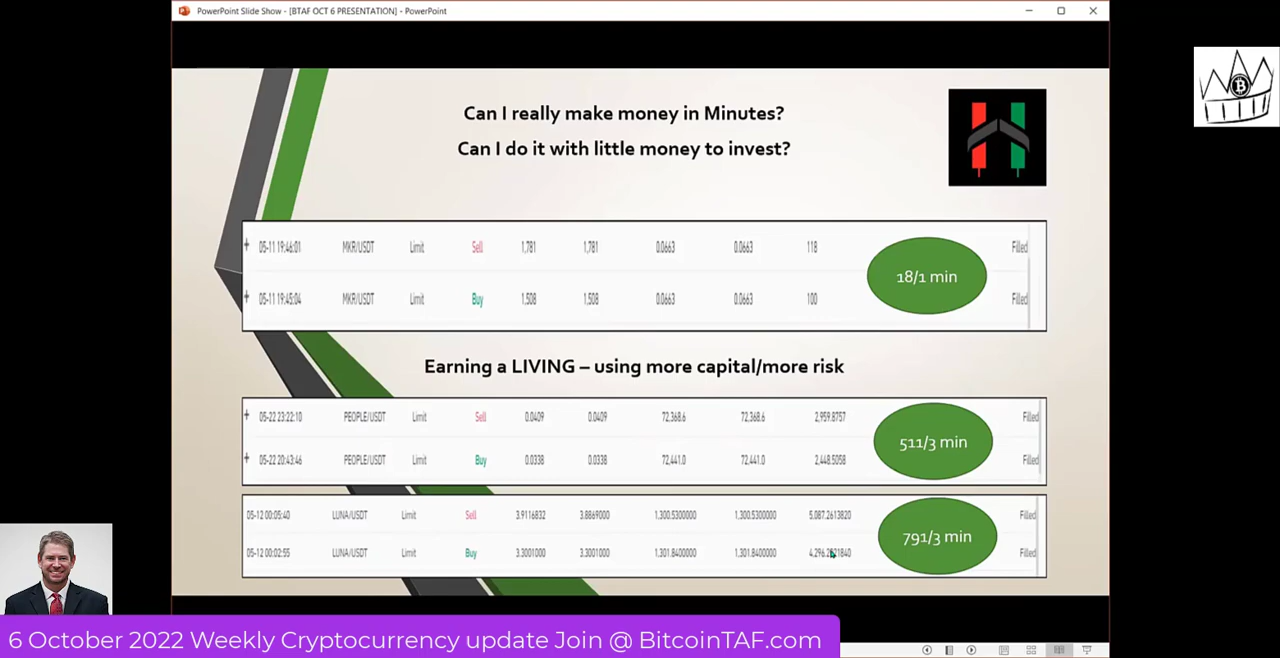 PowerPoint Slide Show - [BTAF OCT 6 PRESENTATION] - PowerPoint
Can I really make money in Minutes?
Can I do it with little money to invest?
05-11 19:46:01 MKR/USDT Limit Sell 1,781 1,781 0.0663 0.0663 118 Filled
18/1 min
05-11 19:45:04 MKR/USDT Limit Buy 1,508 1,508 0.0663 0.0663 100 Filled
Earning a LIVING – using more capital/more risk
05-22 23:22:10 PEOPLE/USDT Limit Sell 0.0409 0.0409 72,368.6 72,368.6 2,959.8757 Filled
511/3 min
05-22 20:43:46 PEOPLE/USDT Limit Buy 0.0338 0.0338 72,441.0 72,441.0 2,448.5058 Filled
05-12 00:05:40 LUNA/USDT Limit Sell 3.9116832 3.8869000 1,300.5300000 1,300.5300000 5,087.2613820 Filled
791/3 min
05-12 00:02:55 LUNA/USDT Limit Buy 3.3001000 3.3001000 1,301.8400000 1,301.8400000 Filled
6 October 2022 Weekly Cryptocurrency update Join @ BitcoinTAF.com